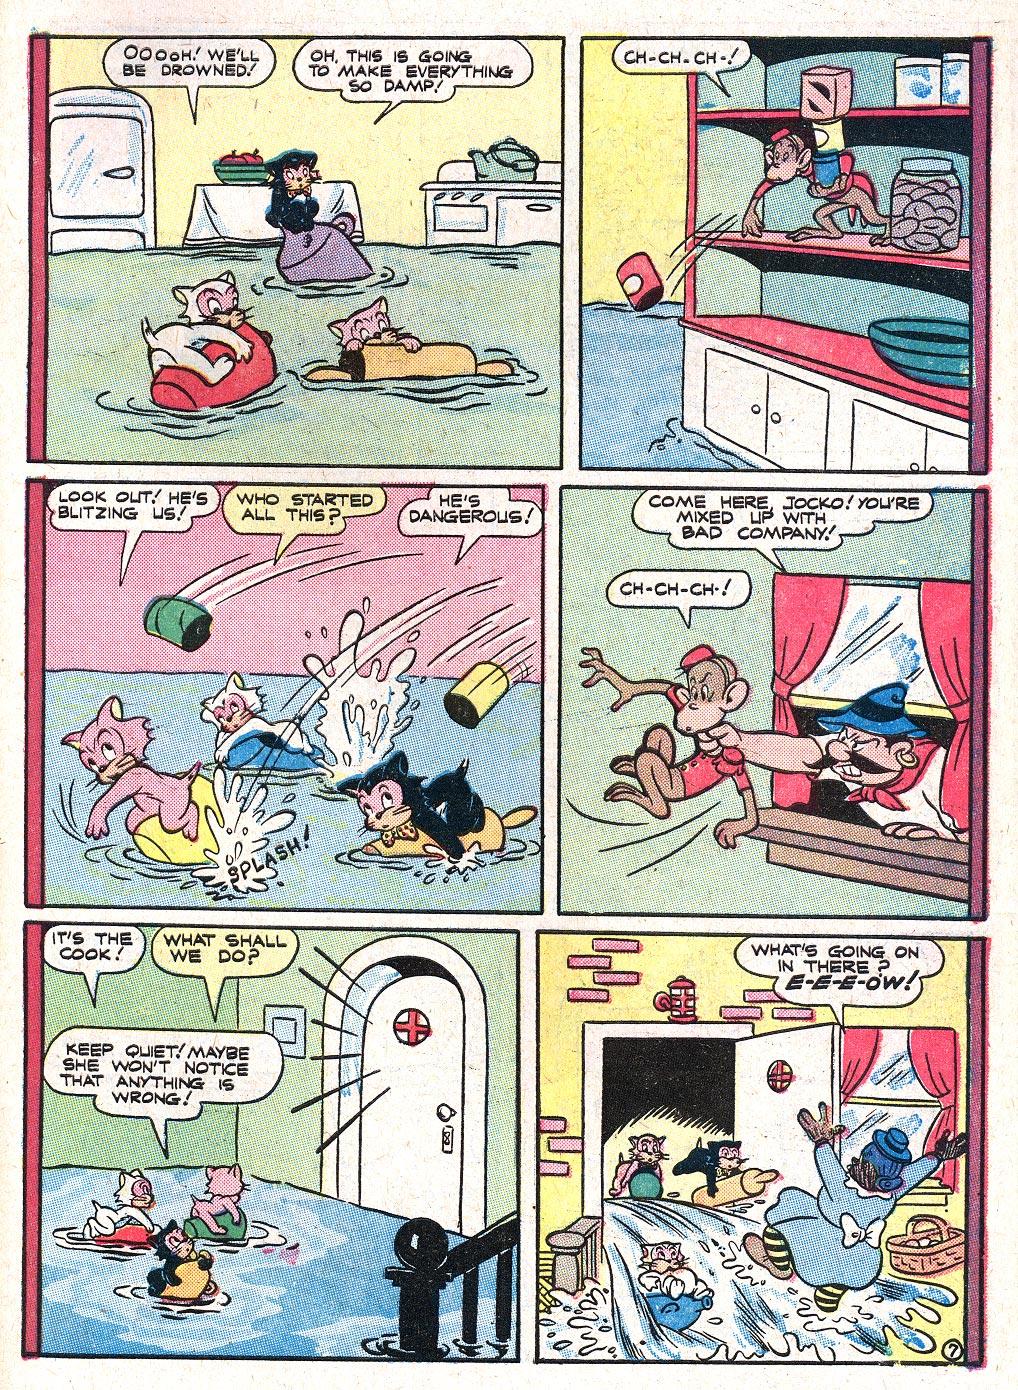 OOOOH! WE'LL
BE DROWNED!
OH, THIS IS GOING
TO MAKE EVERYTHING
SO DAMP!
CH-CH-CH-!
LOOK OUT! HE'S
BLITZING US!
WHO STARTED
ALL THIS?
HE'S
DANGEROUS!
SPLASH!
COME HERE, JOCKO! YOU'RE
MIXED UP WITH
BAD COMPANY!
CH-CH-CH-!
IT'S THE
COOK!
WHAT SHALL
WE DO?
KEEP QUIET! MAYBE
SHE WON'T NOTICE
THAT ANYTHING IS
WRONG!
WHAT'S GOING ON
IN THERE?
E-E-E-OW!
7